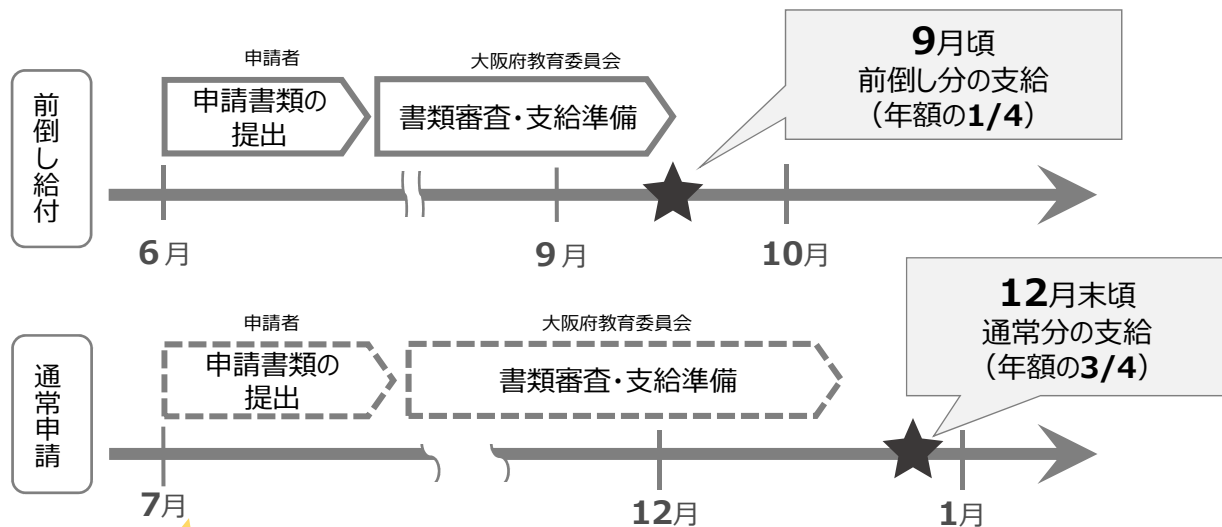 前倒し給付
申請者
申請書類の
提出
大阪府教育委員会
書類審査・支給準備
9月頃
前倒し分の支給
（年額の1/4）
6月
9月
10月
通常申請
申請者
申請書類の
提出
大阪府教育委員会
書類審査・支給準備
12月末頃
通常分の支給
（年額の3/4）
7月
12月
1月